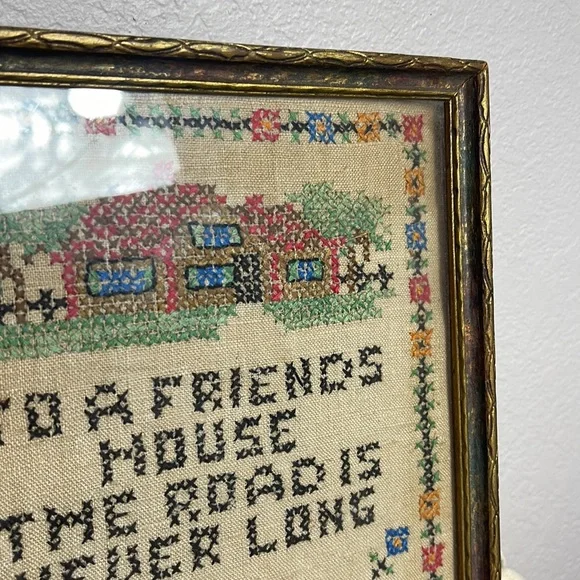 TO A FRIENDS
HOUSE
THE ROAD IS
NEVER LONG